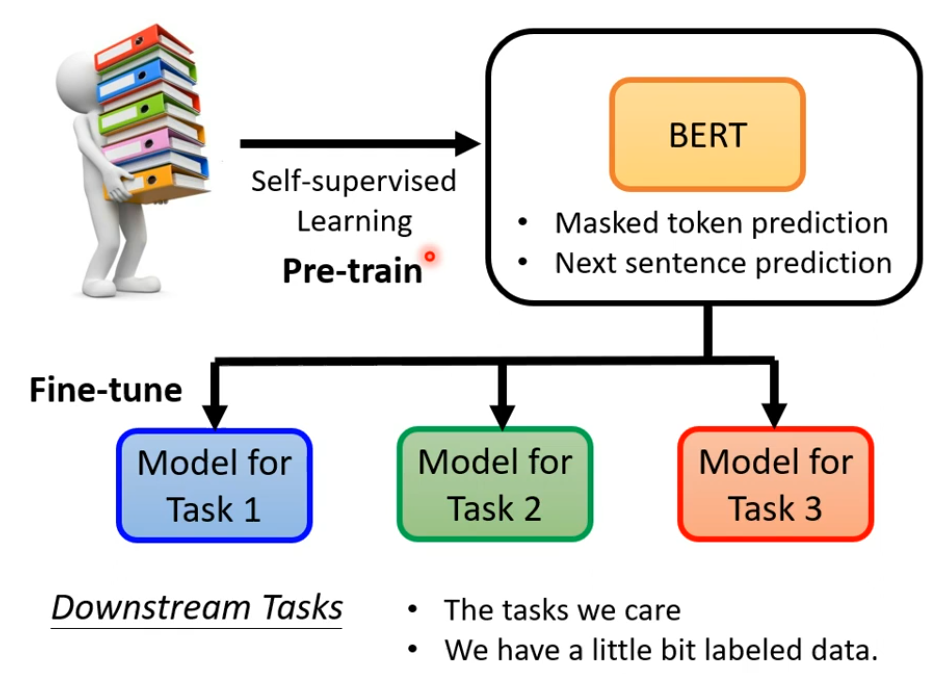 BERT
Self-supervised
Learning
Pre-train
• Masked token prediction
• Next sentence prediction
Fine-tune
Model for
Task 1
Model for
Task 2
Model for
Task 3
Downstream Tasks
• The tasks we care
• We have a little bit labeled data.